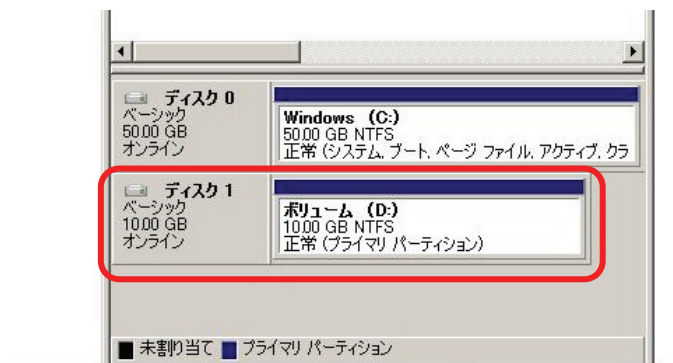 ディスク 0
ベーシック
50.00 GB
オンライン
Windows (C:)
50.00 GB NTFS
正常 (システム, ブート, ページ ファイル, アクティブ, クラ
ディスク 1
ベーシック
10.00 GB
オンライン
ボリューム (D:)
10.00 GB NTFS
正常 (プライマリ パーティション)
未割り当て プライマリ パーティション